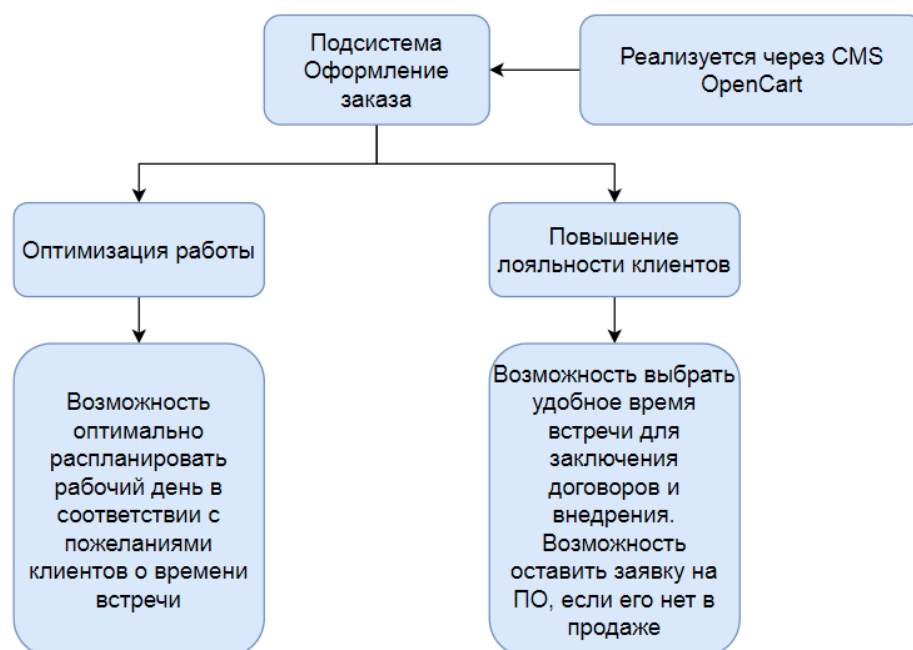 Подсистема
Оформление
заказа
Реализуется через CMS
OpenCart
Оптимизация работы
Повышение
лояльности клиентов
Возможность
оптимально
распланировать
рабочий день в
соответствии с
пожеланиями
клиентов о времени
встречи
Возможность выбрать
удобное время
встречи для
заключения
договоров и
внедрения.
Возможность
оставить заявку на
ПО, если его нет в
продаже